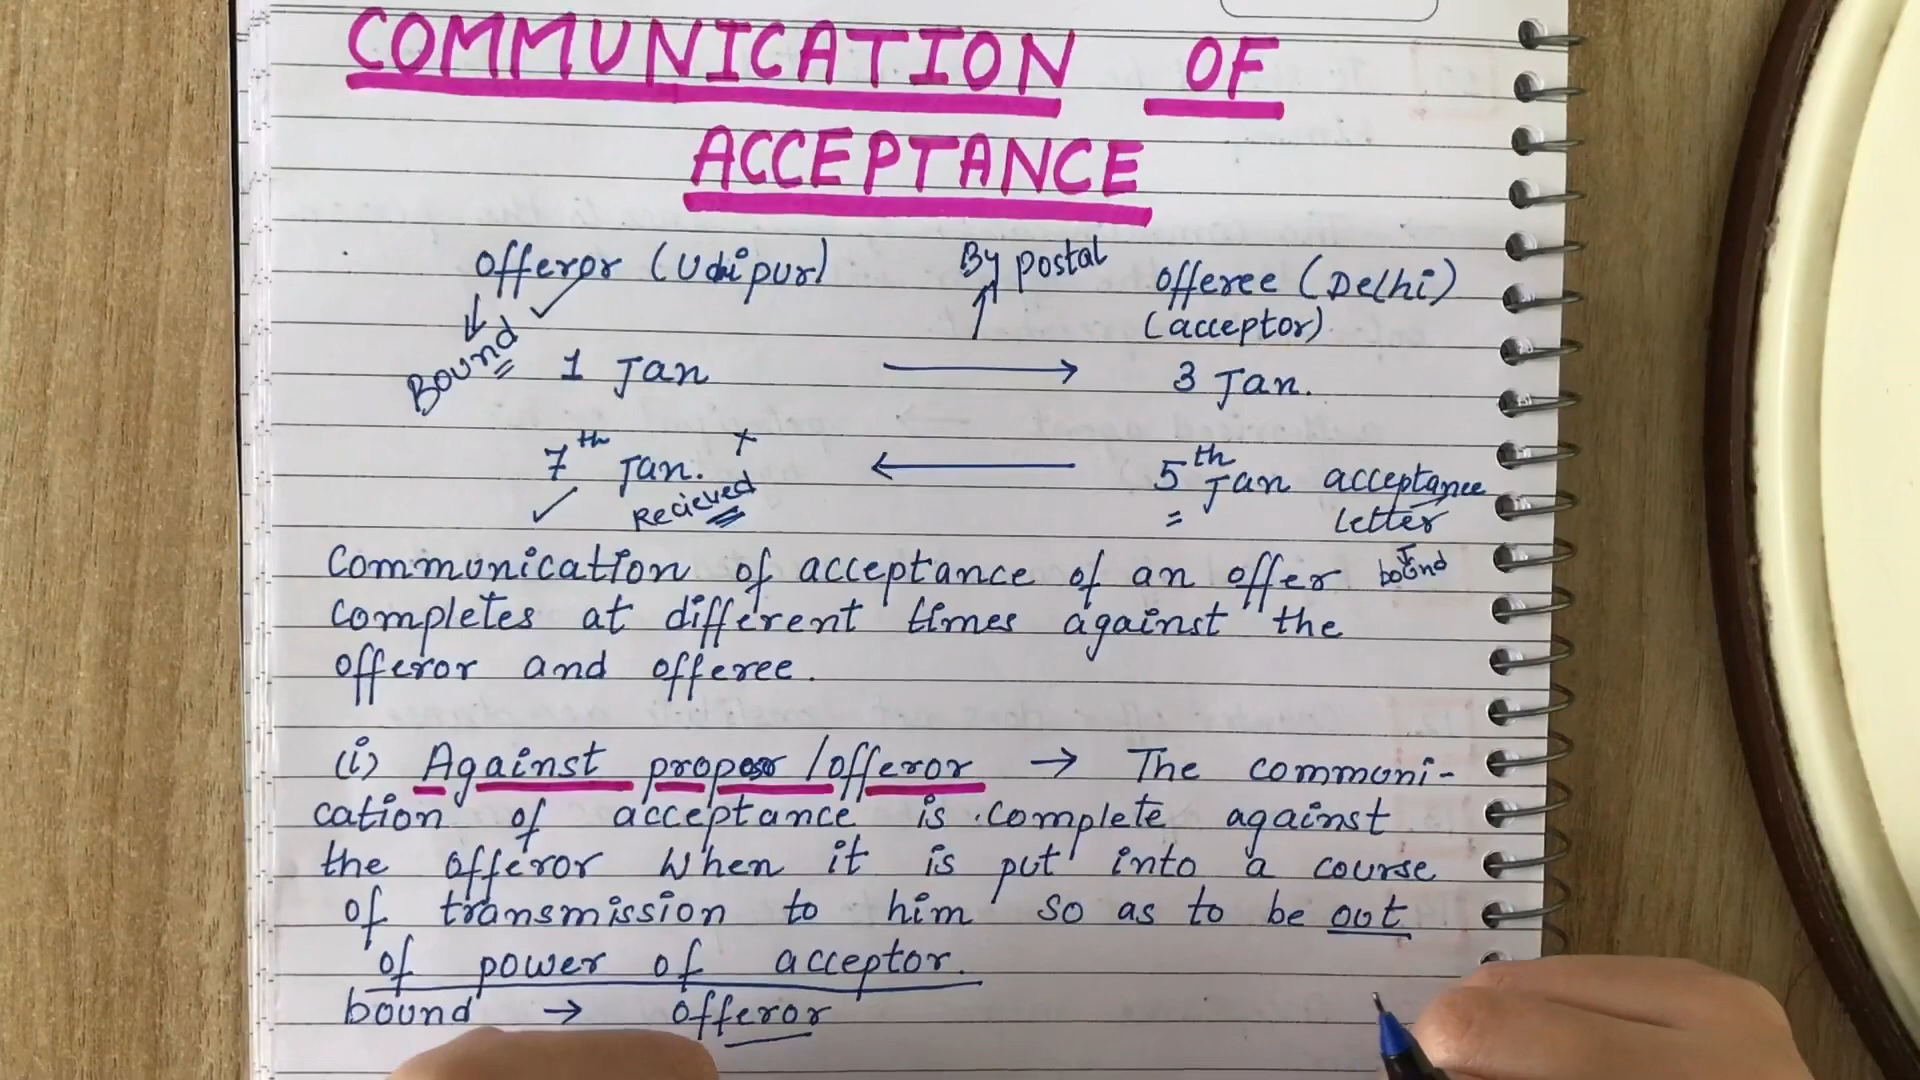 COMMUNICATION OF
ACCEPTANCE
offeror (Udipur) By postal offeree (Delhi)
(acceptor)
Bound 1 Jan → 3 Jan.
7th Jan. x ← 5th Jan acceptance
Recieved letter
Communication of acceptance of an offer bound
completes at different times against the
offeror and offeree.
(i) Against proposor/offeror → The communi-
cation of acceptance is complete against
the offeror when it is put into a course
of transmission to him so as to be out
of power of acceptor.
bound → offeror